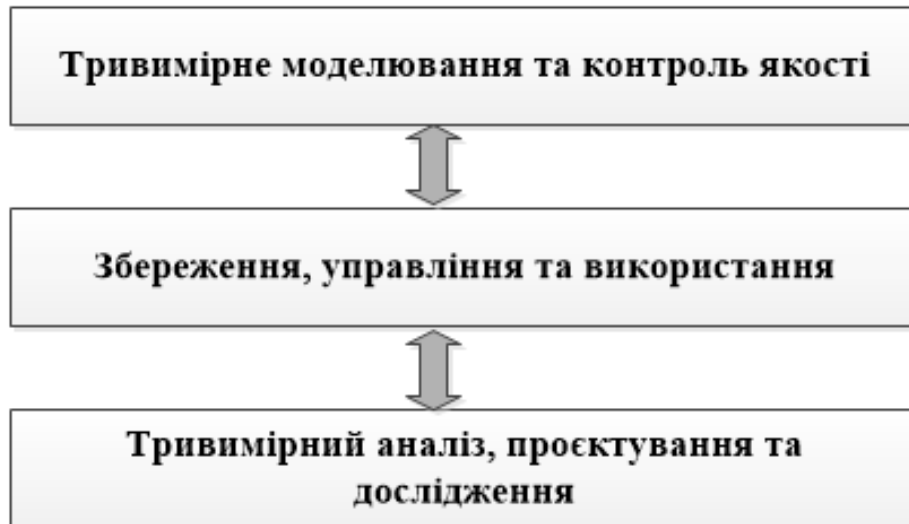 Тривимірне моделювання та контроль якості
Збереження, управління та використання
Тривимірний аналіз, проєктування та
дослідження